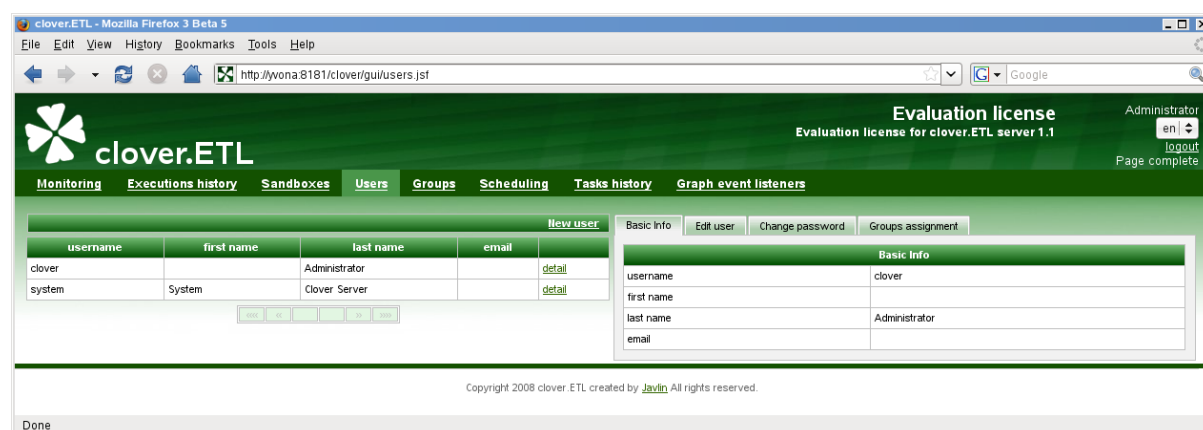 clover.ETL - Mozilla Firefox 3 Beta 5
File Edit View History Bookmarks Tools Help
http://yvona:8181/clover/gui/users.jsf
G Google
clover.ETL
Evaluation license
Evaluation license for clover.ETL server 1.1
Administrator
en
logout
Page complete
Monitoring Executions history Sandboxes Users Groups Scheduling Tasks history Graph event listeners
New user
username first name last name email
clover Administrator detail
system System Clover Server detail
«« « » »»
Basic Info Edit user Change password Groups assignment
Basic Info
username clover
first name
last name Administrator
email
Copyright 2008 clover.ETL created by Javlin All rights reserved.
Done